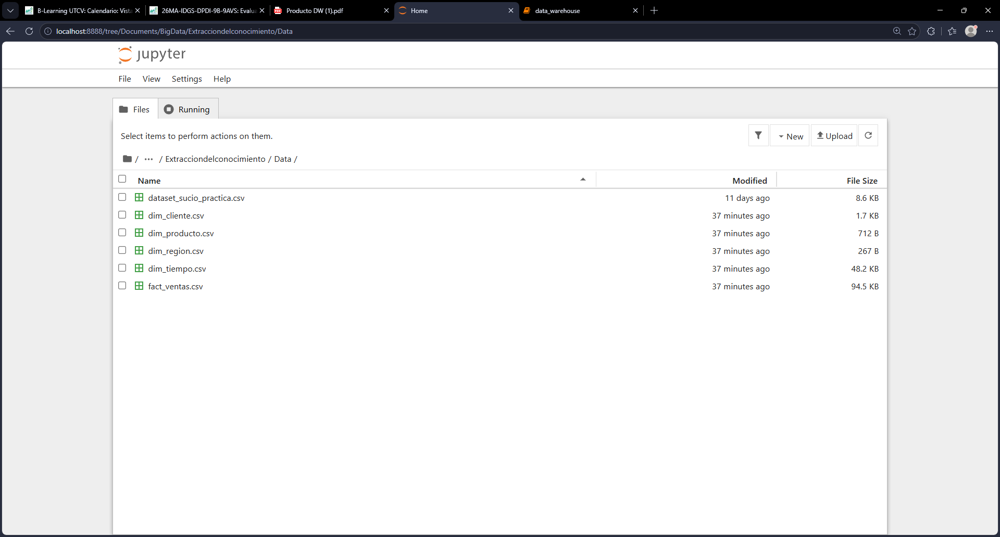 B-Learning UTCV: Calendario: Vista
26MA-IDGS-DPDI-9B-9AVS: Evalua
Producto DW (1).pdf
Home
data_warehouse
localhost:8888/tree/Documents/BigData/Extracciondelconocimiento/Data
jupyter
File View Settings Help
Files Running
Select items to perform actions on them.
New Upload
/ ··· / Extracciondelconocimiento / Data /
Name Modified File Size
dataset_sucio_practica.csv 11 days ago 8.6 KB
dim_cliente.csv 37 minutes ago 1.7 KB
dim_producto.csv 37 minutes ago 712 B
dim_region.csv 37 minutes ago 267 B
dim_tiempo.csv 37 minutes ago 48.2 KB
fact_ventas.csv 37 minutes ago 94.5 KB